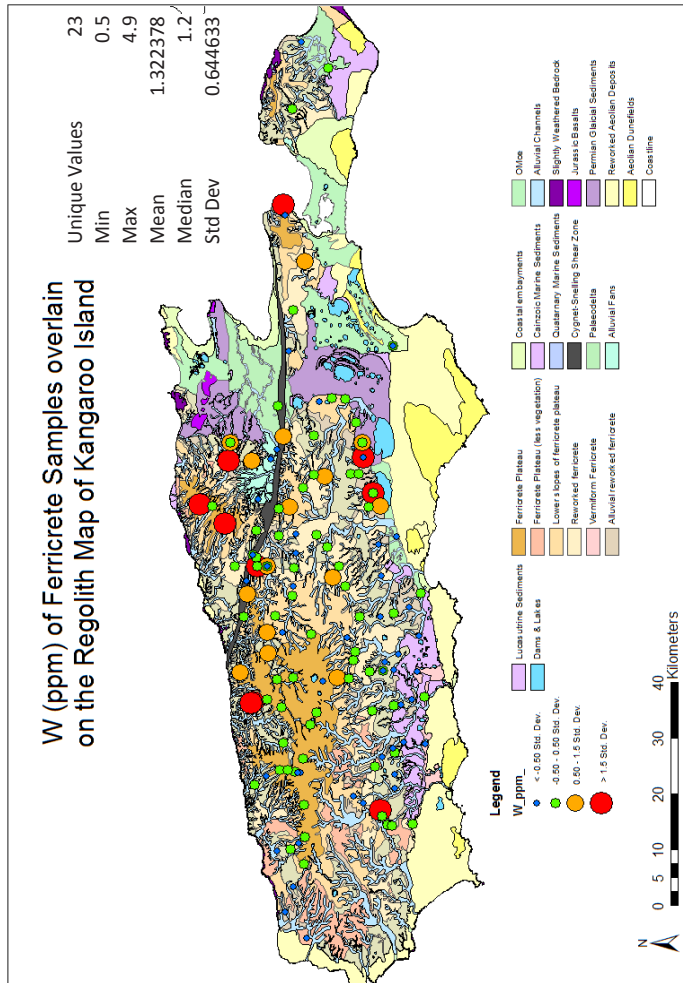 W (ppm) of Ferricrete Samples overlain
on the Regolith Map of Kangaroo Island
Unique Values 23
Min 0.5
Max 4.9
Mean 1.322378
Median 1.2
Std Dev 0.644633
Legend
W_ppm_
< -0.50 Std. Dev.
-0.50 - 0.50 Std. Dev.
0.50 - 1.5 Std. Dev.
> 1.5 Std. Dev.
Lucasutrine Sediments
Dams & Lakes
Ferricrete Plateau
Ferricrete Plateau (less vegetation)
Lower slopes of ferricrete plateau
Reworked ferricrete
Vermiform Ferricrete
Alluvial reworked ferricrete
Coastal embayments
Cainzoic Marine Sediments
Quatarnary Marine Sediments
Cygnet-Snelling Shear Zone
Palaeodelta
Alluvial Fans
OMce
Alluvial Channels
Slightly Weathered Bedrock
Jurassic Basalts
Permian Glacial Sediments
Reworked Aeolian Deposits
Aeolian Dunefields
Coastline
N
0 5 10 20 30 40
Kilometers